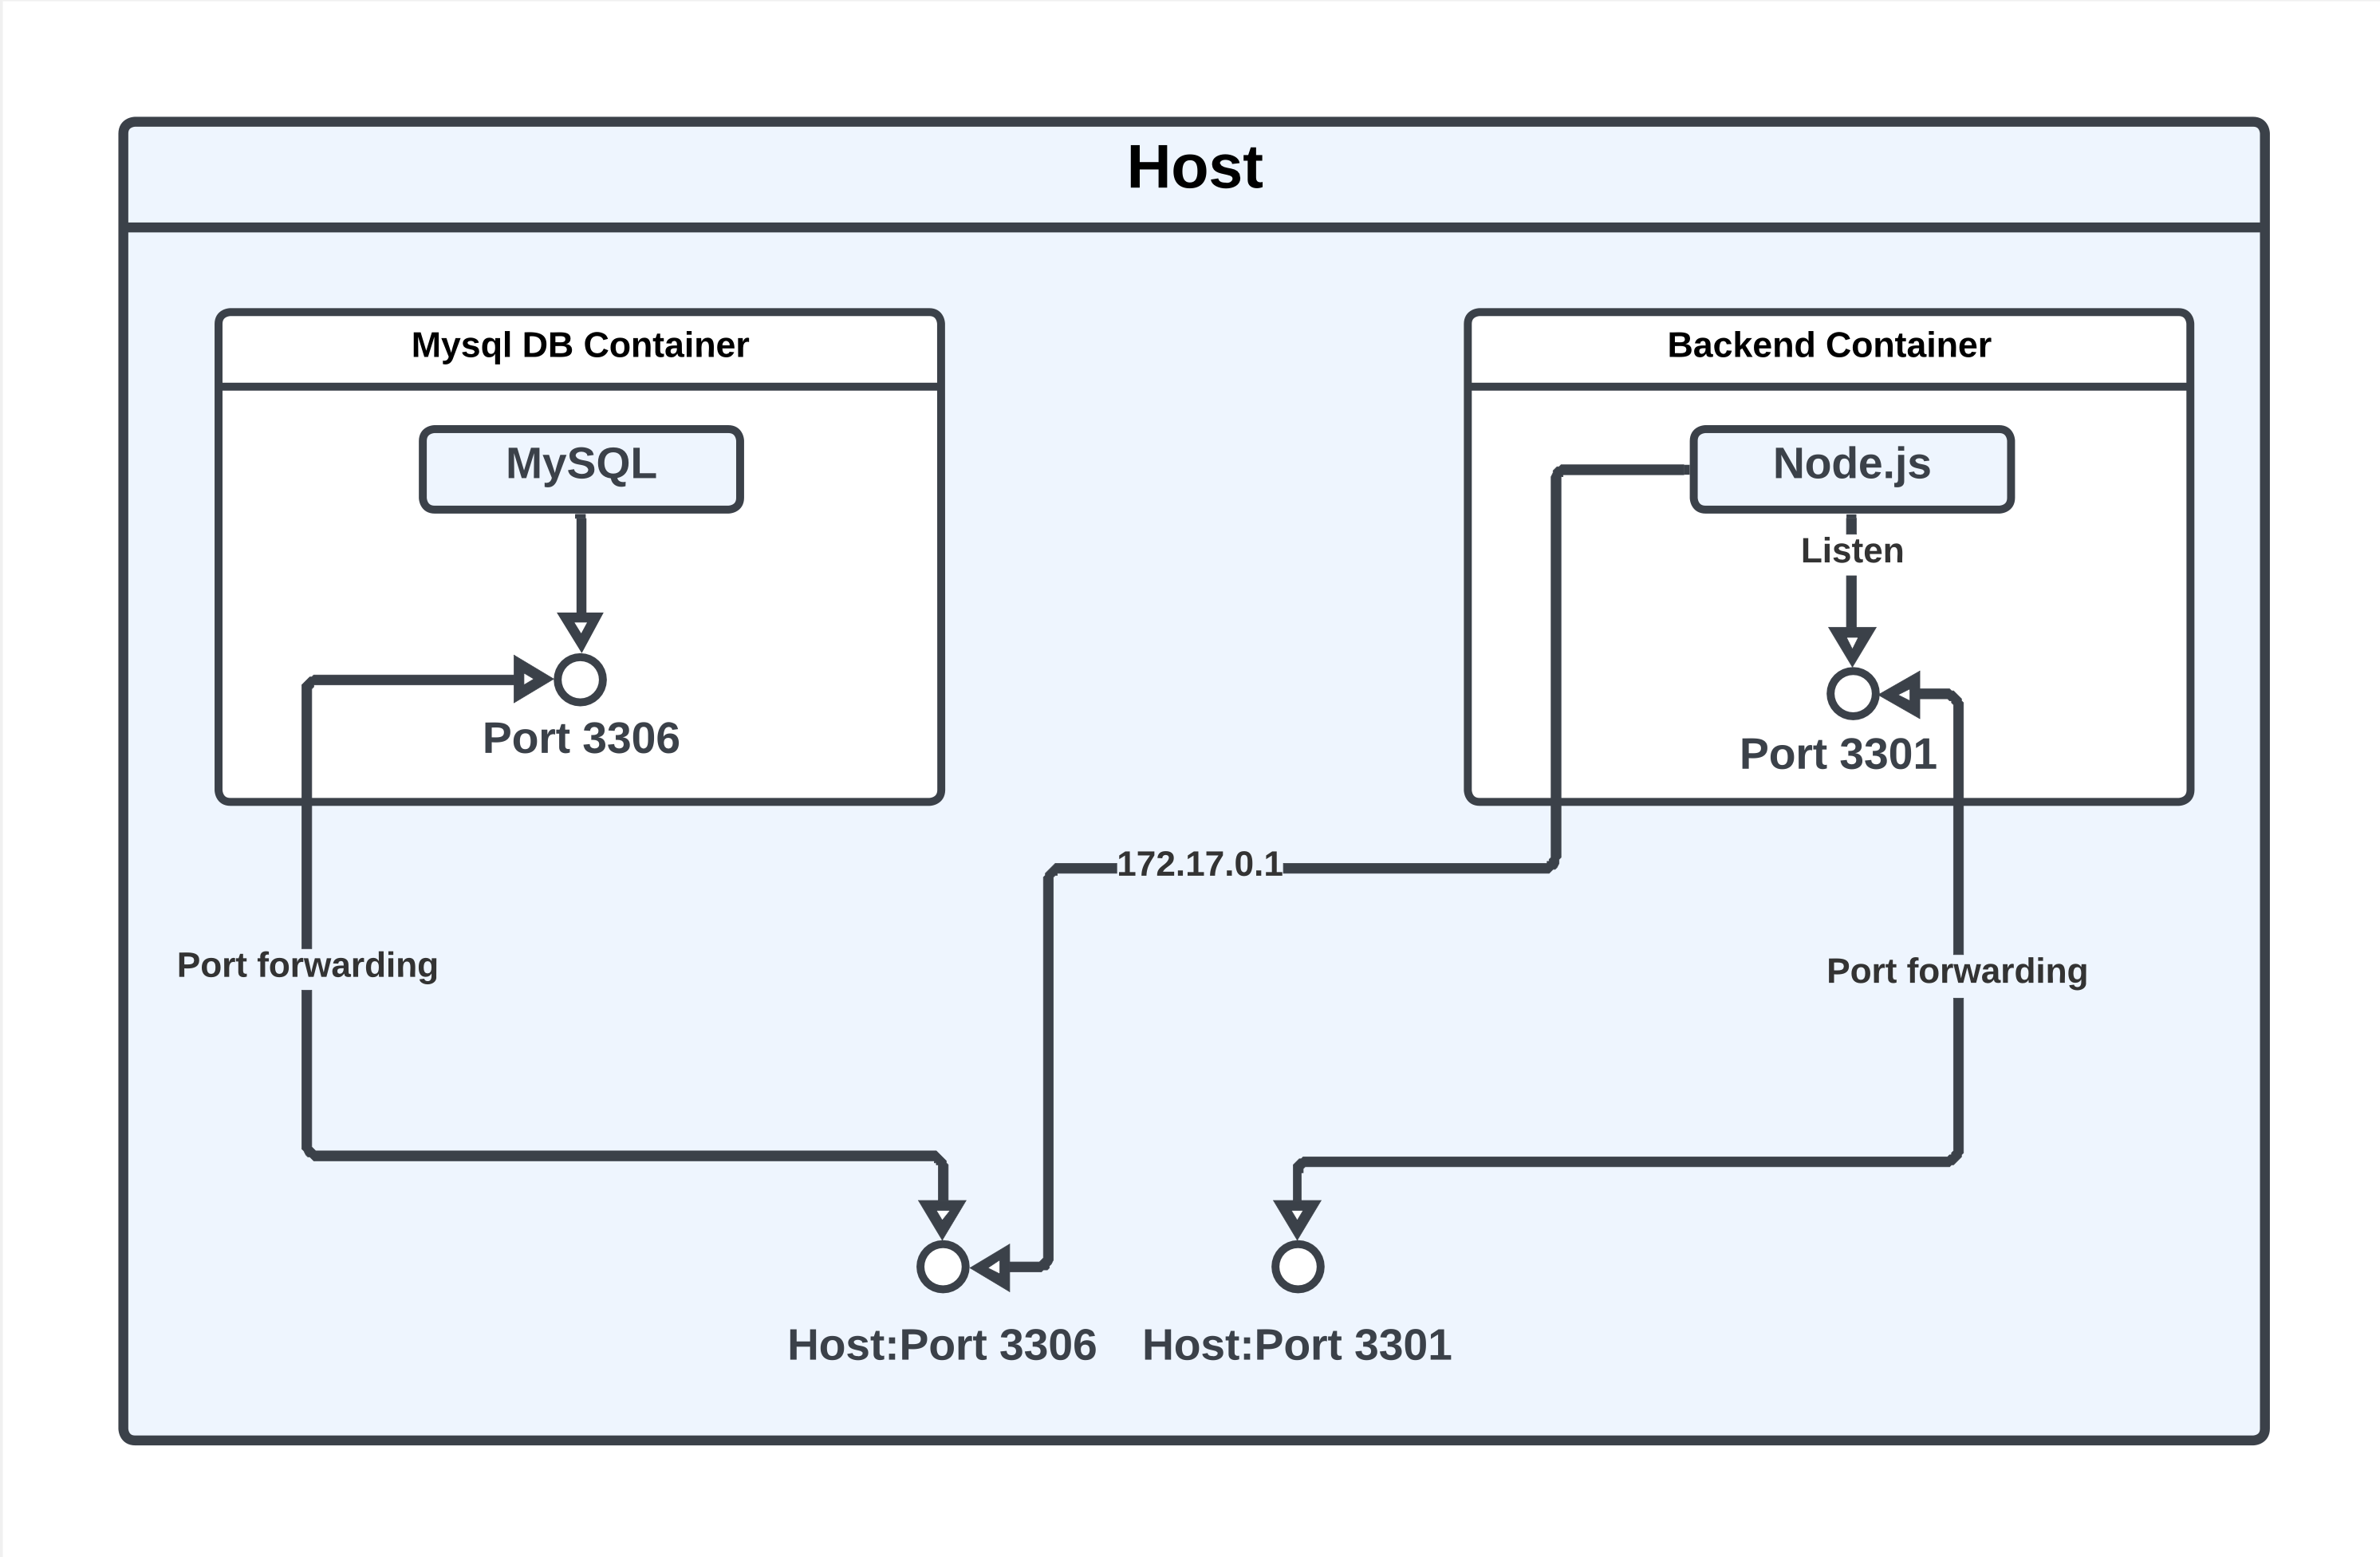 Host
Mysql DB Container
Backend Container
MySQL
Node.js
Listen
Port 3306
Port 3301
172.17.0.1
Port forwarding
Port forwarding
Host:Port 3306
Host:Port 3301